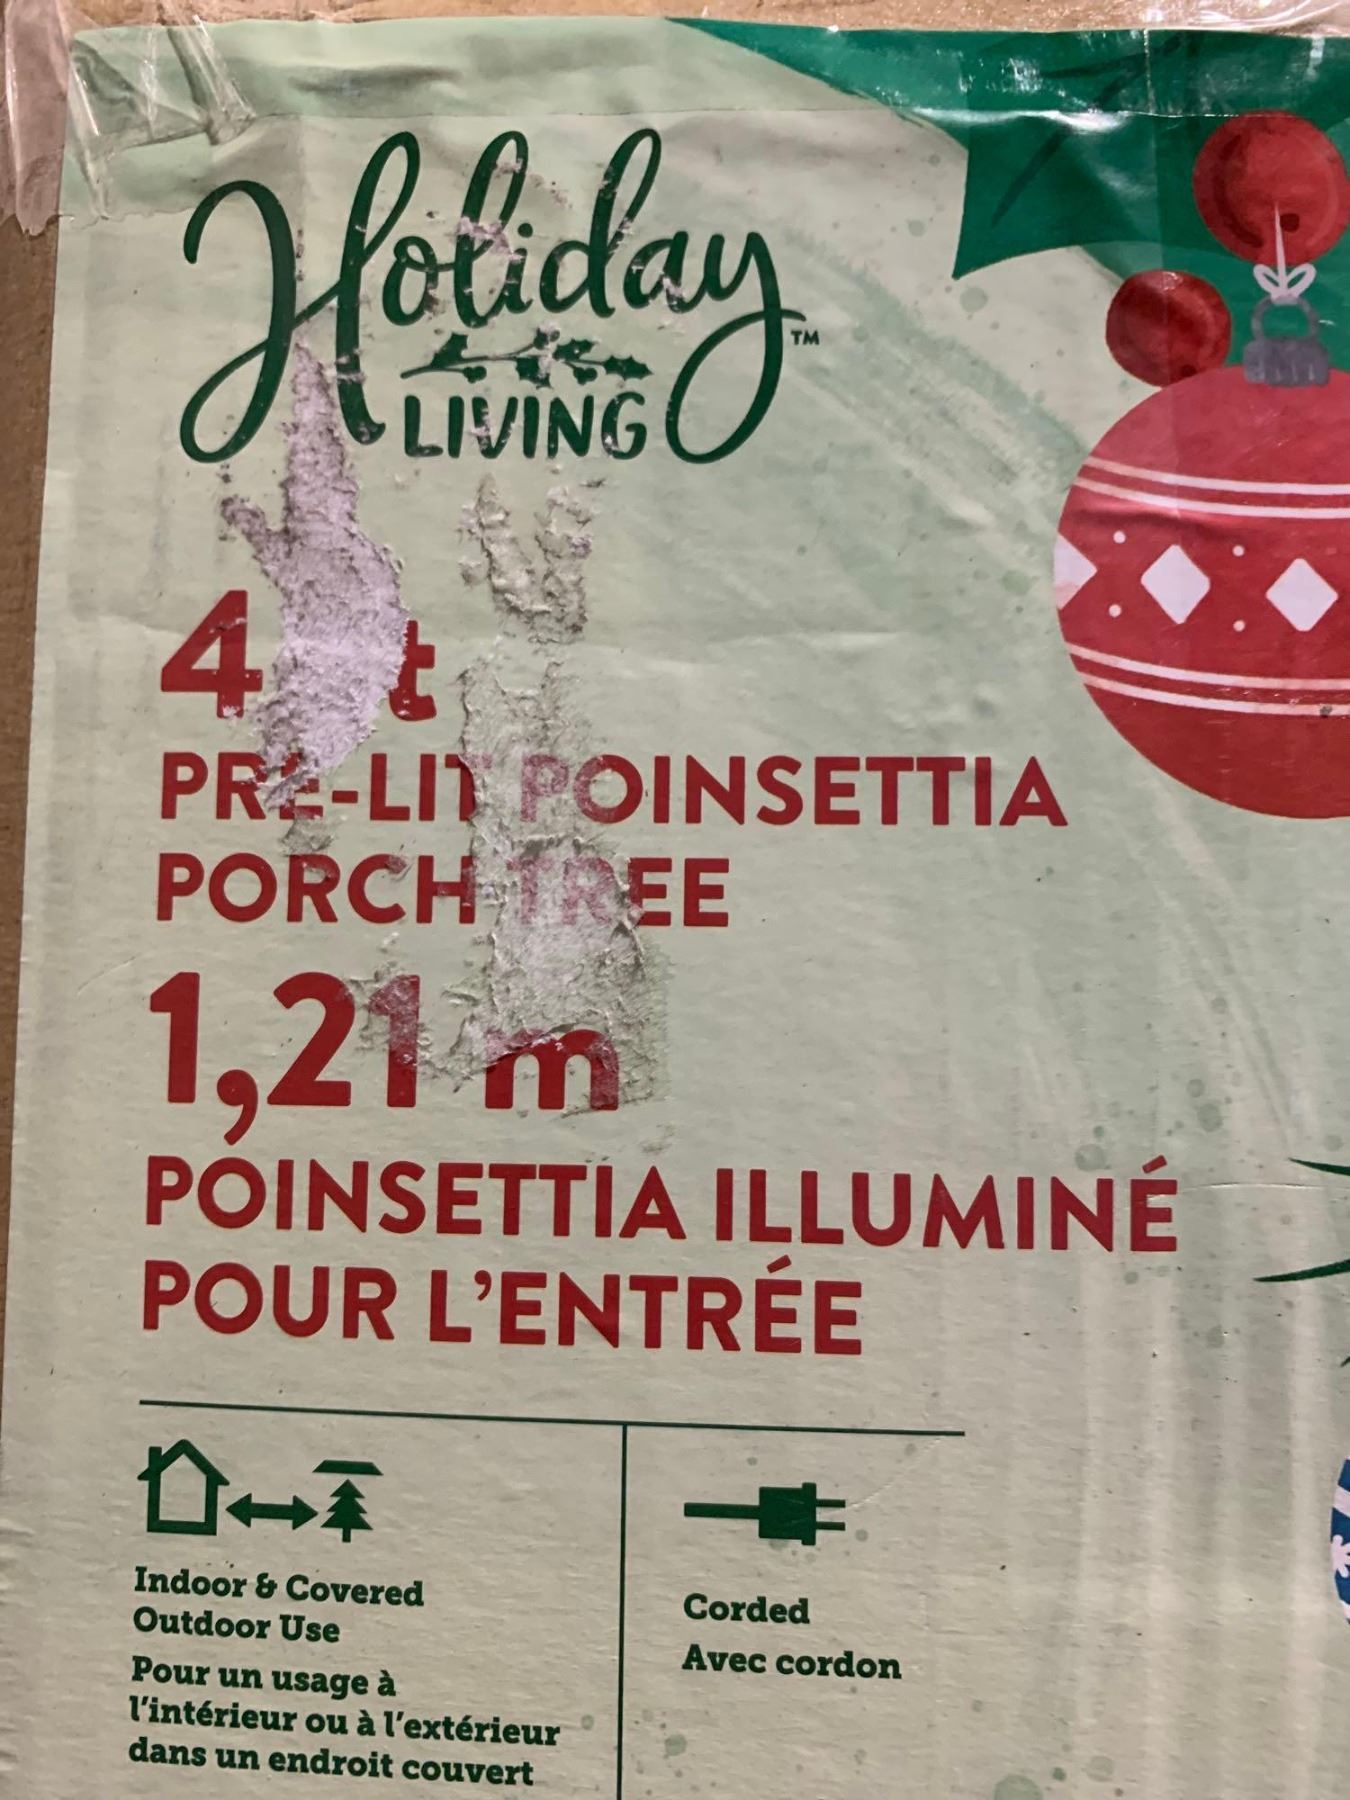 Holiday
LIVING
TM
4 t
PRE-LIT POINSETTIA
PORCH TREE
1,21 m
POINSETTIA ILLUMINÉ
POUR L'ENTRÉE
Indoor & Covered
Outdoor Use
Pour un usage à
l'intérieur ou à l'extérieur
dans un endroit couvert
Corded
Avec cordon